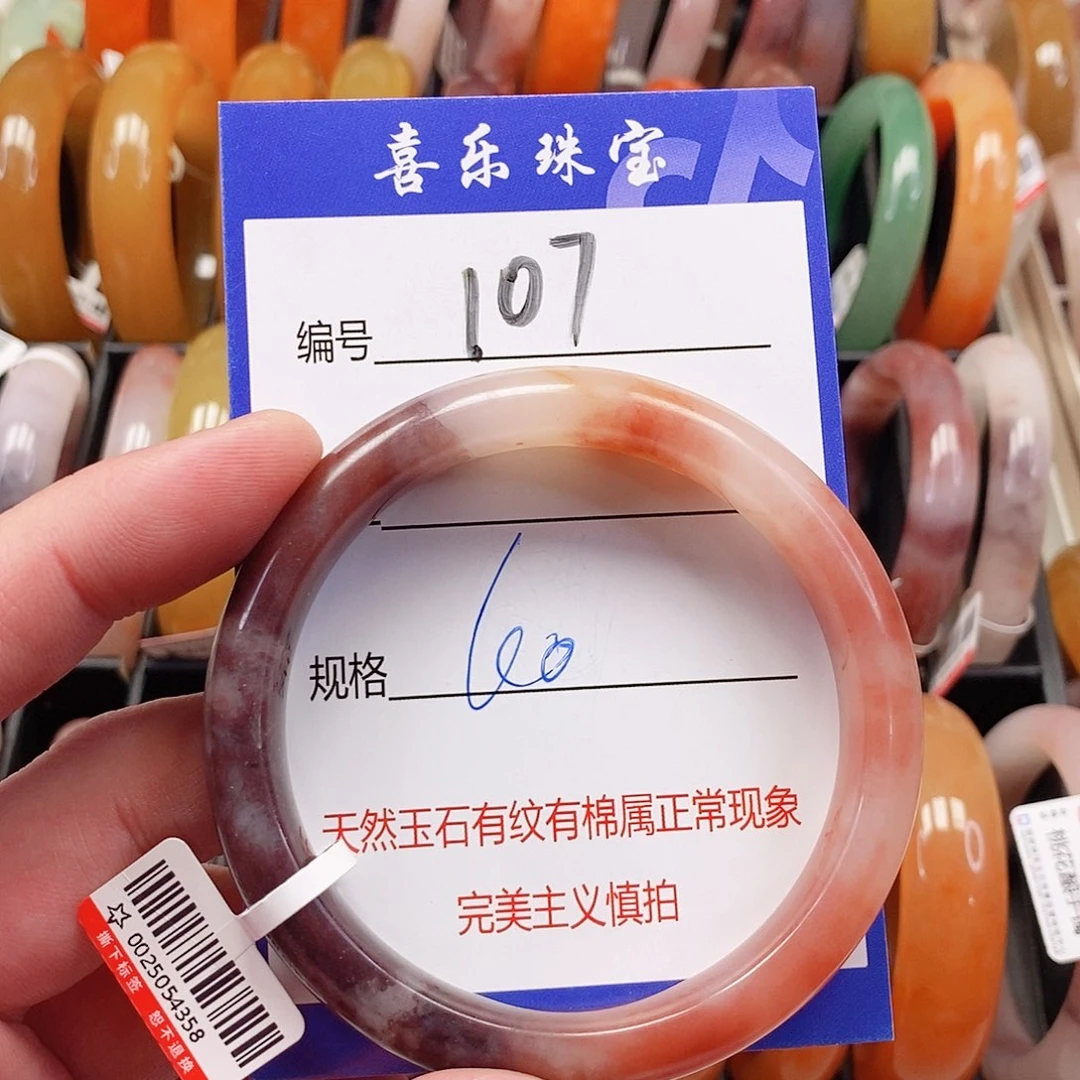 喜乐珠宝
编号 107
规格 60
天然玉石有纹有棉属正常现象
完美主义慎拍
0025054358
撕下标签 恕不退换